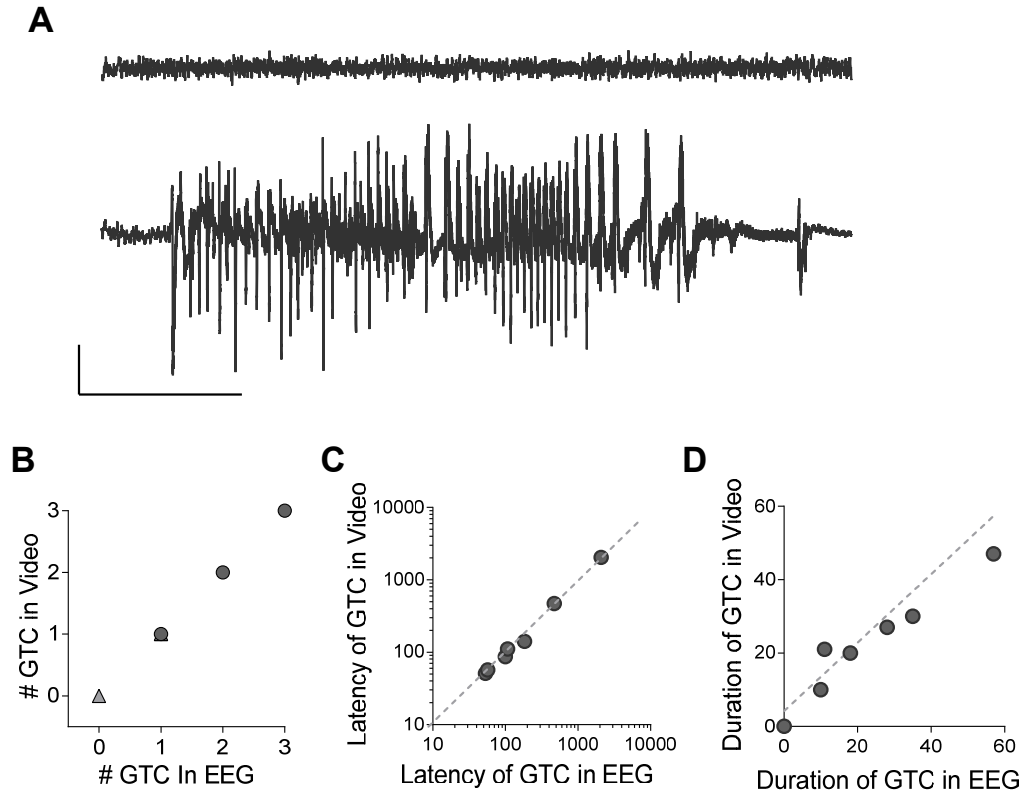 A
B
C
D
# GTC in Video
3
2
1
0
0
1
2
3
# GTC In EEG
Latency of GTC in Video
10000
1000
100
10
10
100
1000
10000
Latency of GTC in EEG
Duration of GTC in Video
60
40
20
0
0
20
40
60
Duration of GTC in EEG